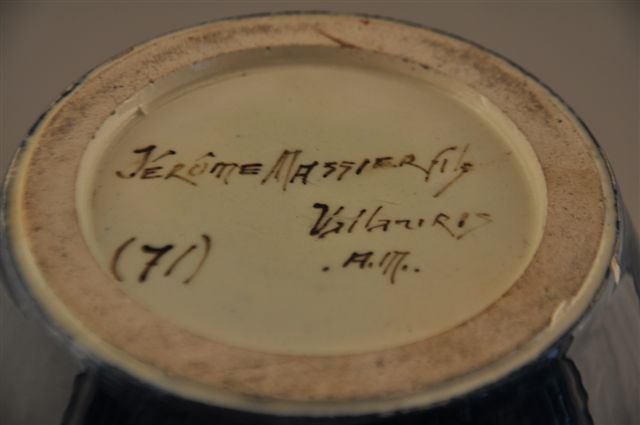 Jérôme Massier fils
Vallauris
(71) .A.M..